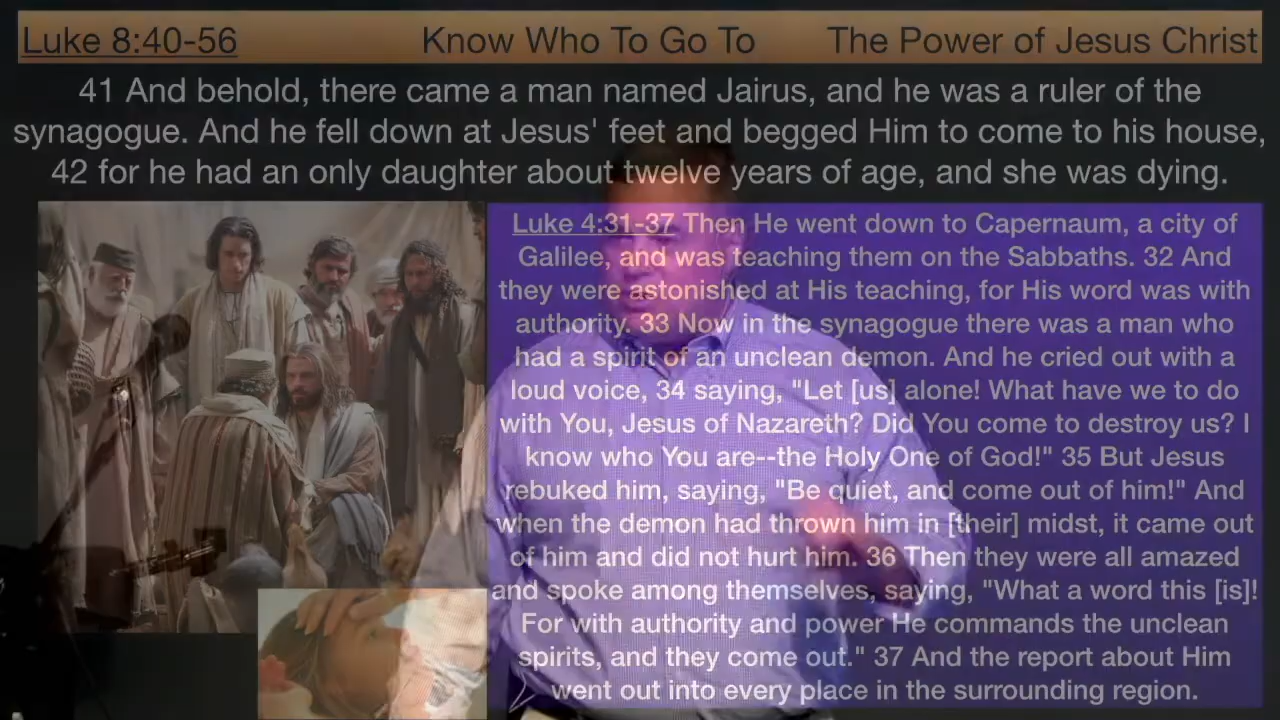 Luke 8:40-56 Know Who To Go To The Power of Jesus Christ
41 And behold, there came a man named Jairus, and he was a ruler of the
synagogue. And he fell down at Jesus' feet and begged Him to come to his house,
42 for he had an only daughter about twelve years of age, and she was dying.
Luke 4:31-37 Then He went down to Capernaum, a city of
Galilee, and was teaching them on the Sabbaths. 32 And
they were astonished at His teaching, for His word was with
authority. 33 Now in the synagogue there was a man who
had a spirit of an unclean demon. And he cried out with a
loud voice, 34 saying, "Let [us] alone! What have we to do
with You, Jesus of Nazareth? Did You come to destroy us? I
know who You are--the Holy One of God!" 35 But Jesus
rebuked him, saying, "Be quiet, and come out of him!" And
when the demon had thrown him in [their] midst, it came out
of him and did not hurt him. 36 Then they were all amazed
and spoke among themselves, saying, "What a word this [is]!
For with authority and power He commands the unclean
spirits, and they come out." 37 And the report about Him
went out into every place in the surrounding region.